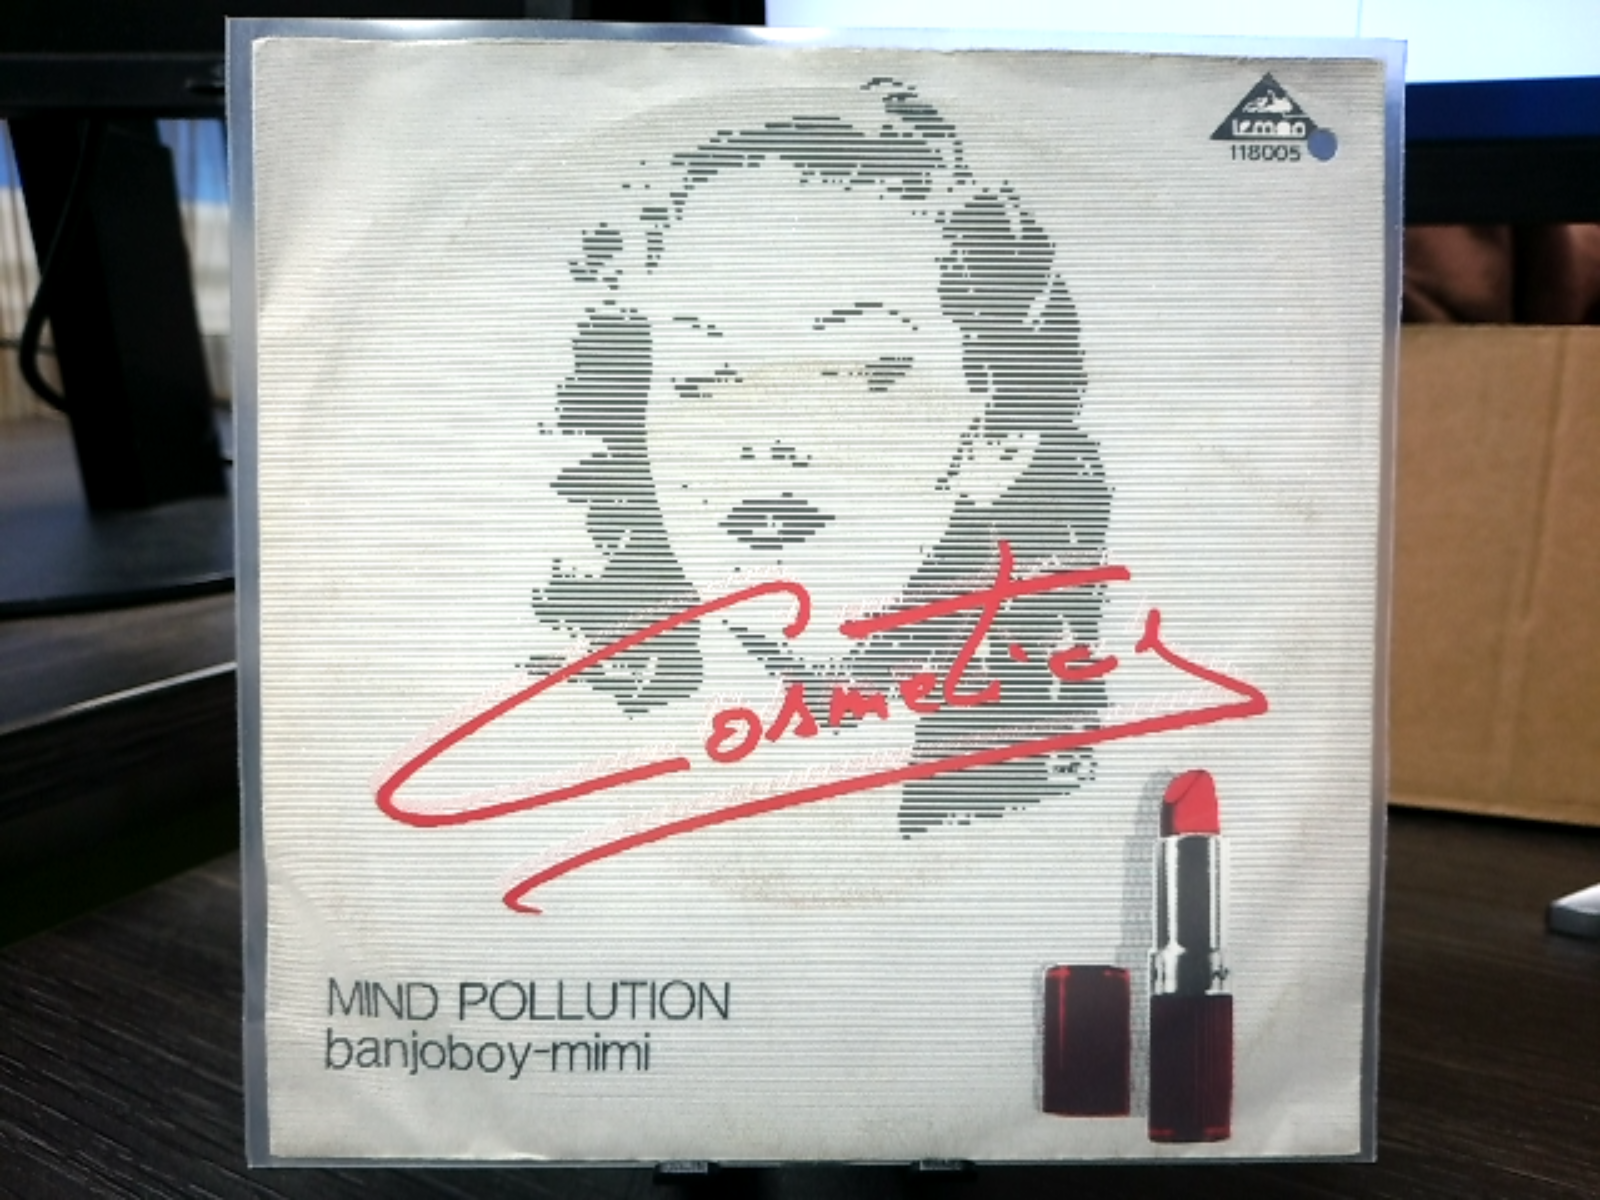 lemon
118005
Cosmetics
MIND POLLUTION
banjoboy-mimi